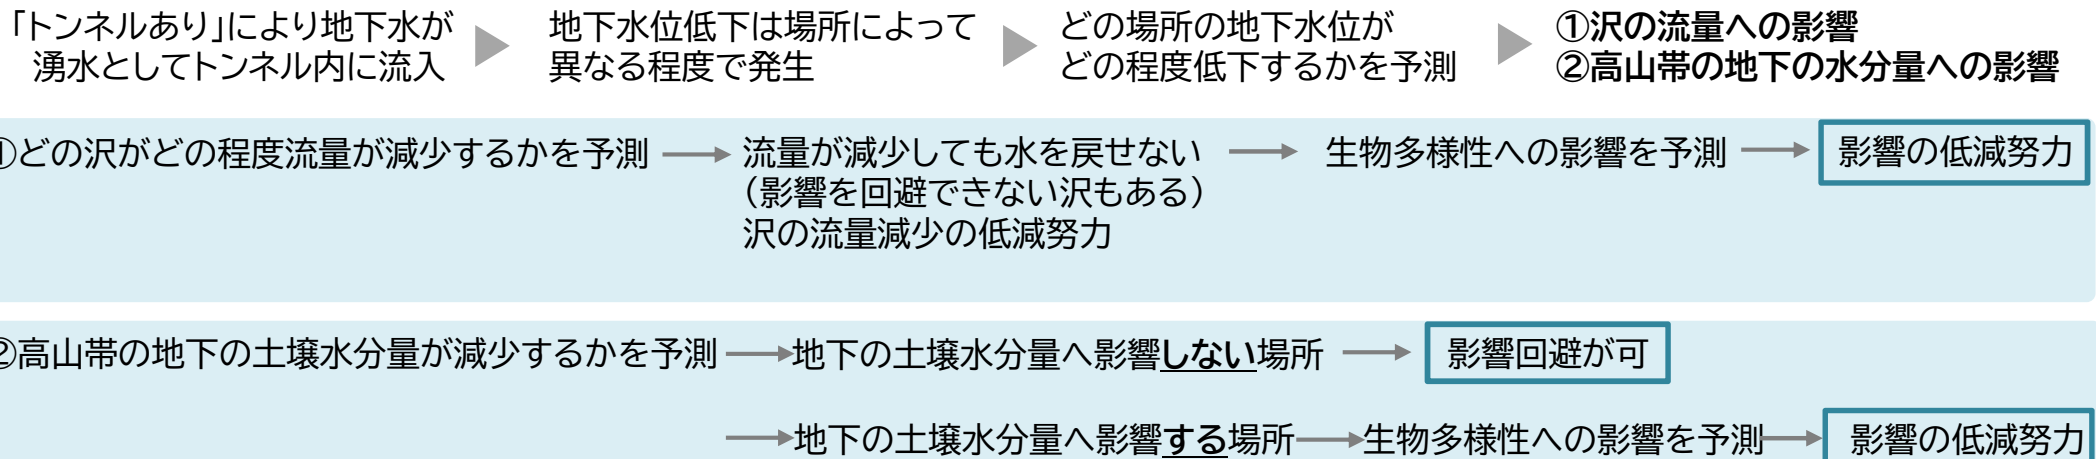 「トンネルあり」により地下水が
湧水としてトンネル内に流入
地下水位低下は場所によって
異なる程度で発生
どの場所の地下水位が
どの程度低下するかを予測
①沢の流量への影響
②高山帯の地下の水分量への影響
①どの沢がどの程度流量が減少するかを予測
流量が減少しても水を戻せない
（影響を回避できない沢もある）
沢の流量減少の低減努力
生物多様性への影響を予測
影響の低減努力
②高山帯の地下の土壌水分量が減少するかを予測
地下の土壌水分量へ影響しない場所
影響回避が可
地下の土壌水分量へ影響する場所
生物多様性への影響を予測
影響の低減努力